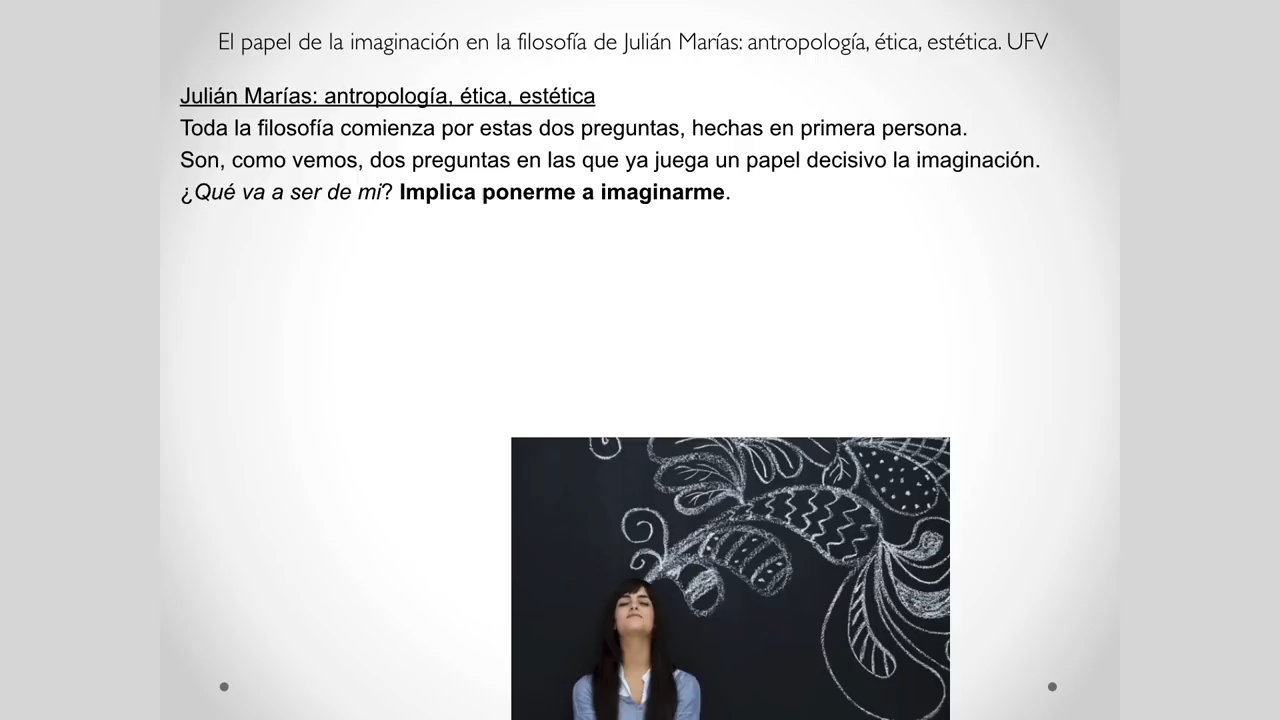 El papel de la imaginación en la filosofía de Julián Marías: antropología, ética, estética. UFV
Julián Marías: antropología, ética, estética
Toda la filosofía comienza por estas dos preguntas, hechas en primera persona.
Son, como vemos, dos preguntas en las que ya juega un papel decisivo la imaginación.
¿Qué va a ser de mí? Implica ponerme a imaginarme.